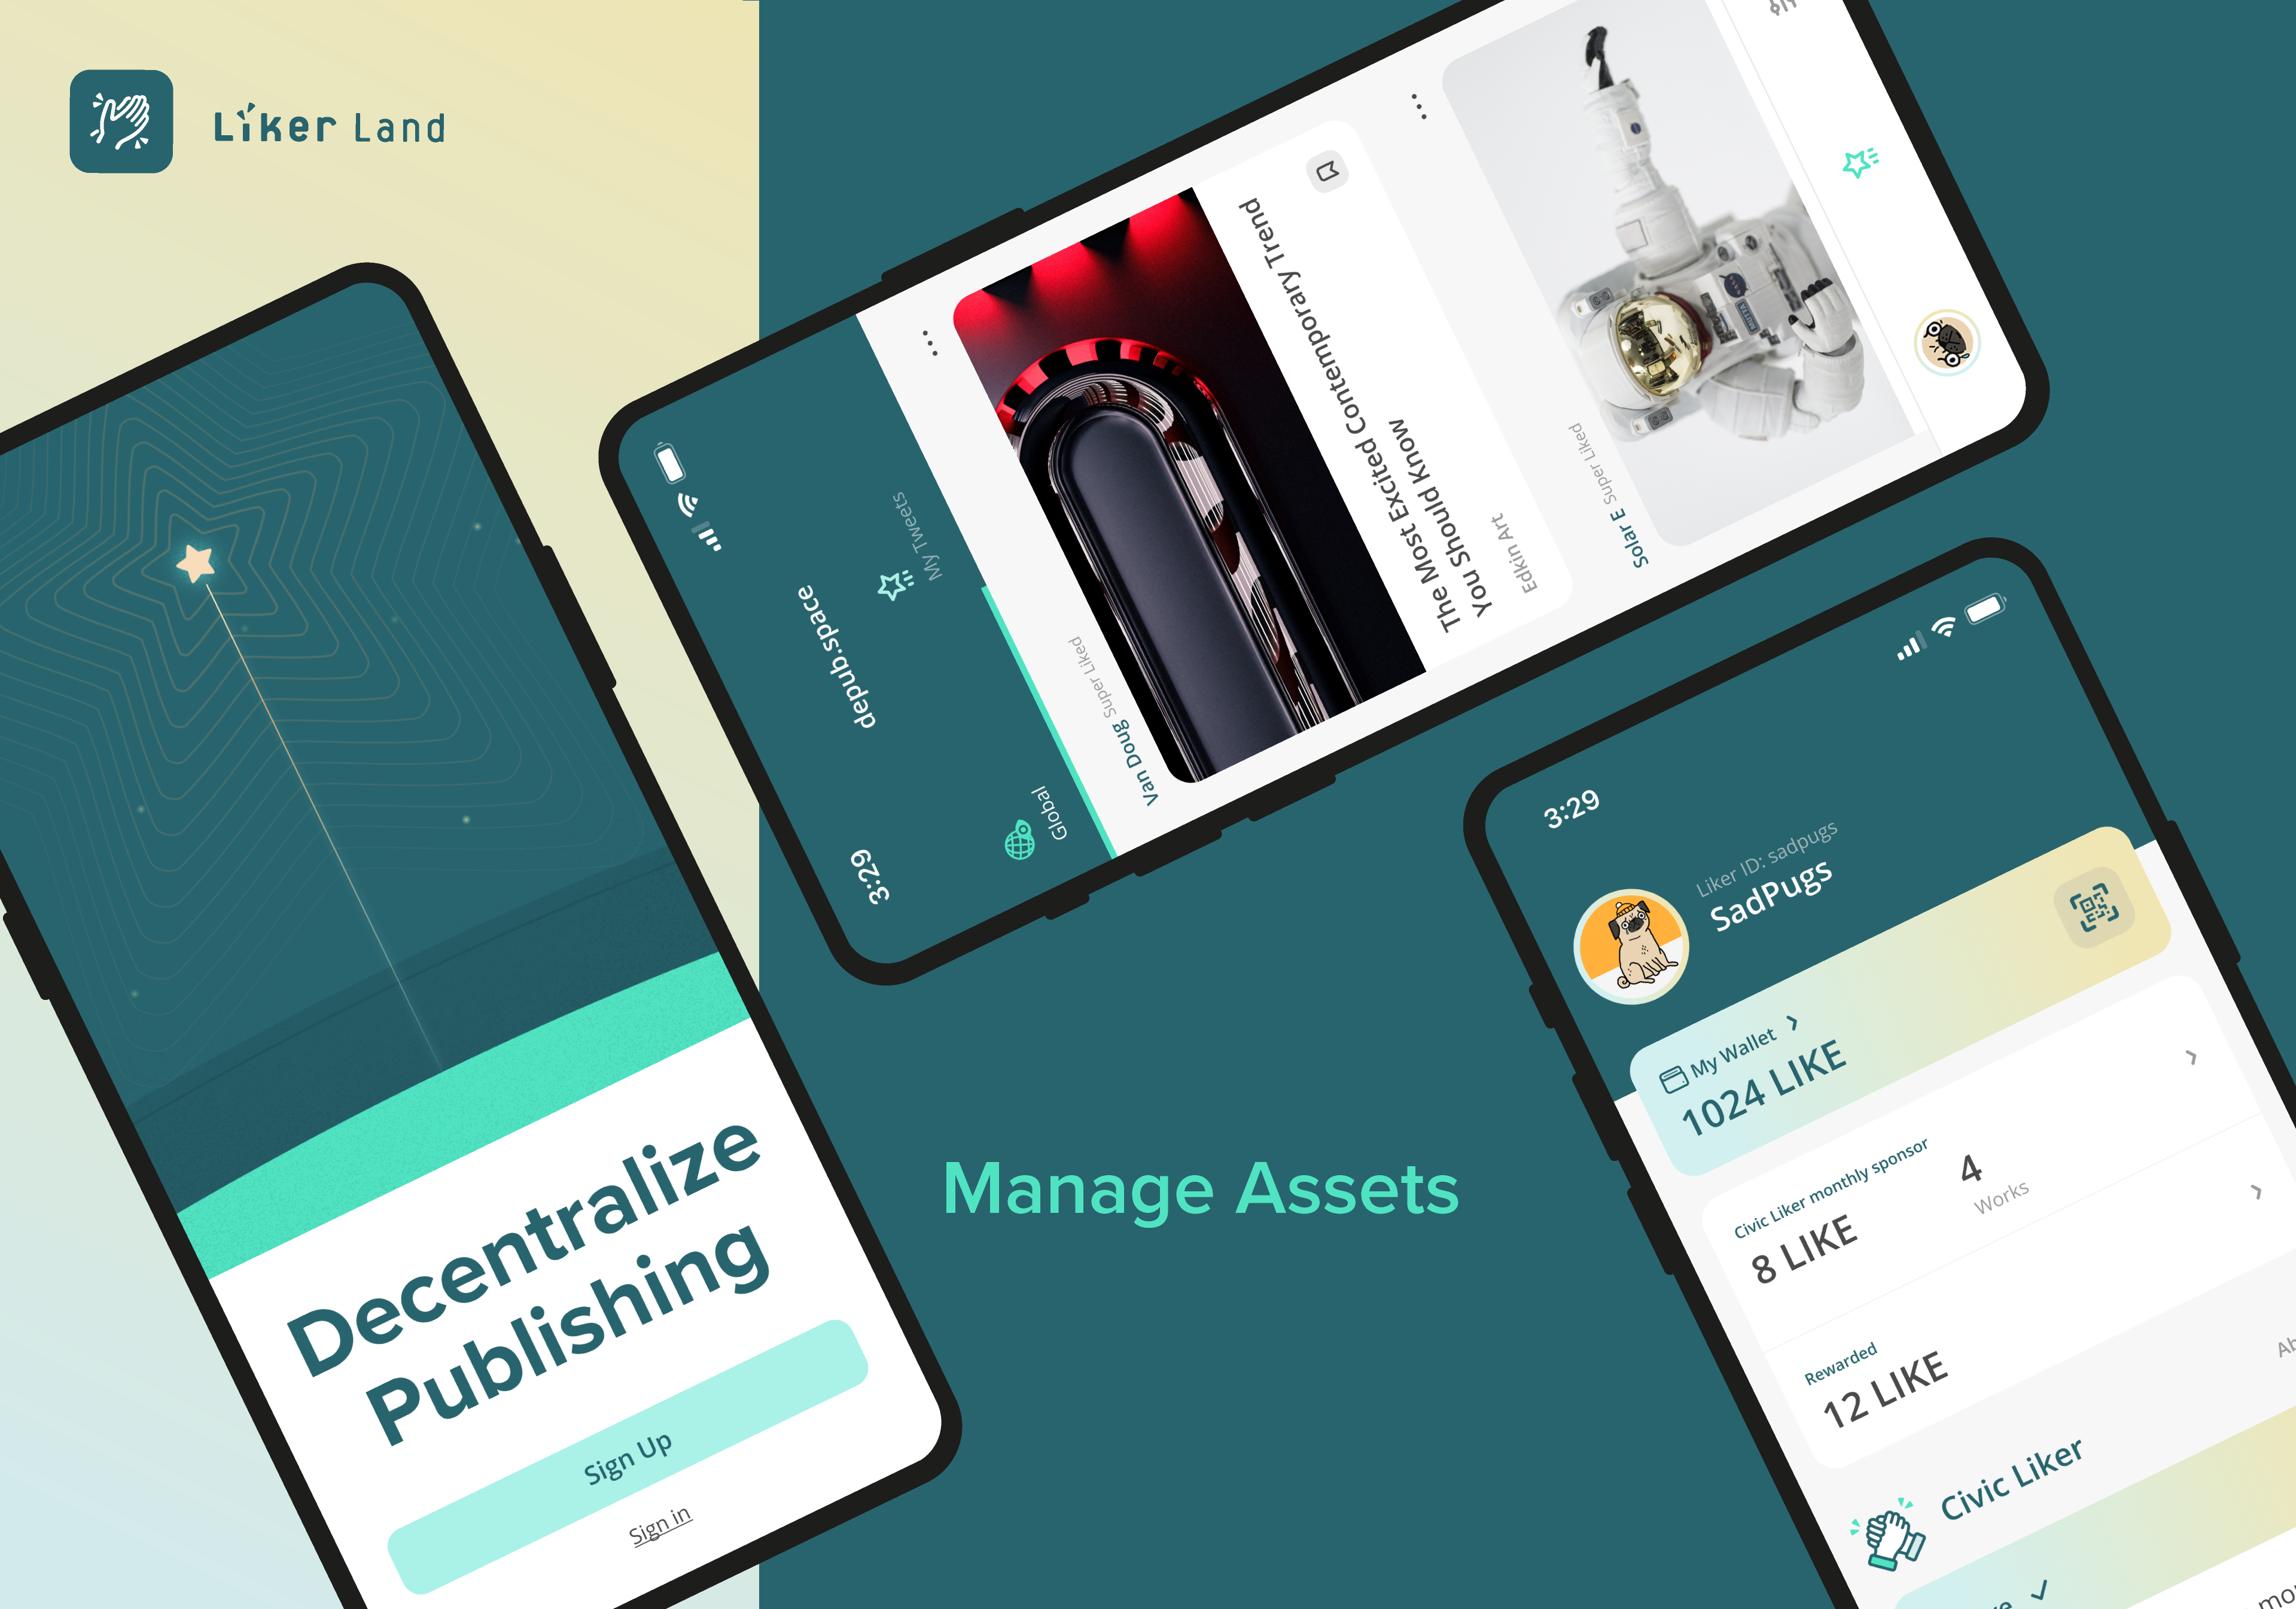 Liker Land
Decentralize
Publishing
Sign Up
Sign in
3:29
depub.space
Global
My Tweets
Van Doug Super Liked
The Most Excited Contemporary Trend
You Should Know
Edkin Art
Solar E Super Liked
Manage Assets
3:29
Liker ID: sadpugs
SadPugs
My Wallet
1024 LIKE
Civic Liker monthly sponsor
8 LIKE
4
Works
Rewarded
12 LIKE
Civic Liker